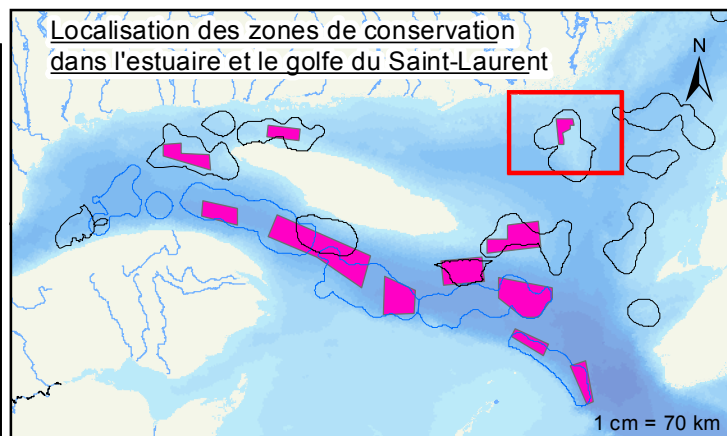 Localisation des zones de conservation
dans l'estuaire et le golfe du Saint-Laurent
N
1 cm = 70 km